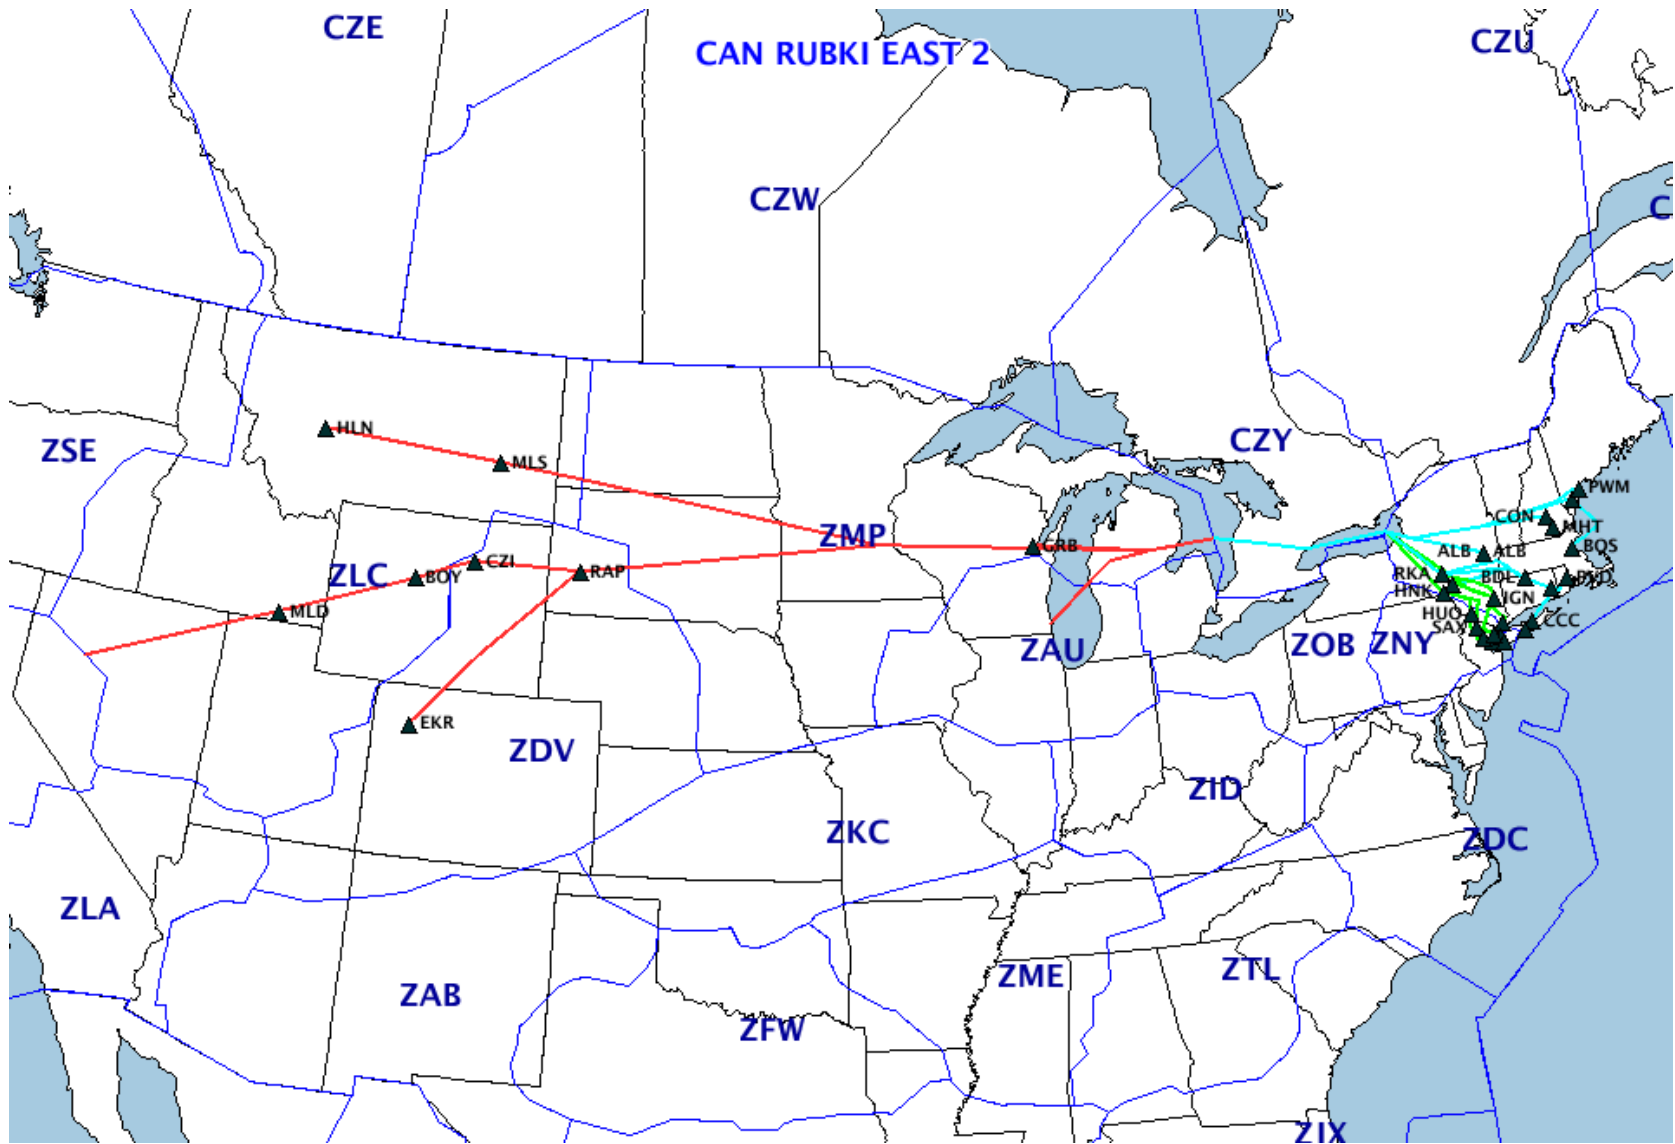 CZE
CAN RUBKI EAST 2
CZU
CZW
C
HLN
ZSE
MLS
CZY
PWM
CON
MHT
ZMP
GRB
ALB
ALB
BOS
CZI
ZLC
BOY
RAP
RKA
BDL
PVD
HNK
IGN
MLD
HUO
SAX
CCC
ZAU
ZOB
ZNY
EKR
ZDV
ZID
ZKC
ZDC
ZLA
ZTL
ZME
ZAB
ZFW
ZJX